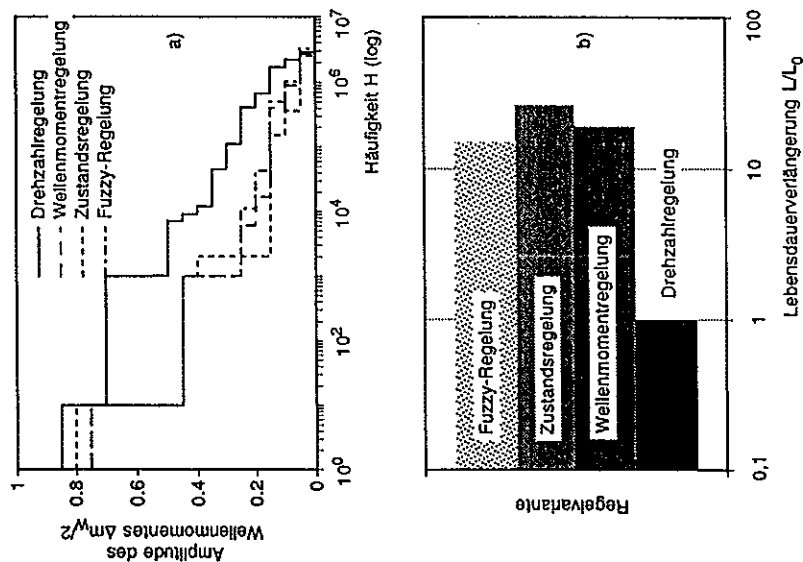 Amplitude des
Wellenmomentes Δm_W/2
1
0.8
0.6
0.4
0.2
0
Drehzahlregelung
Wellenmomentregelung
Zustandsregelung
Fuzzy-Regelung
a)
10^0
10^2
10^4
10^6
10^7
Häufigkeit H (log)
Regelvariante
Fuzzy-Regelung
Zustandsregelung
Wellenmomentregelung
Drehzahlregelung
b)
0,1
1
10
100
Lebensdauerverlängerung L/L_0